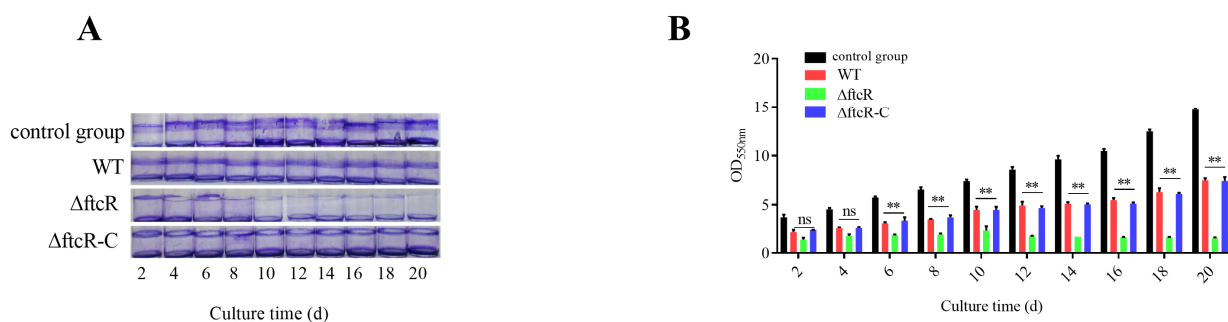 A
control group
WT
ΔftcR
ΔftcR-C
2 4 6 8 10 12 14 16 18 20
Culture time (d)
B
control group
WT
ΔftcR
ΔftcR-C
20
15
10
5
0
OD550nm
ns ns ** ** ** ** ** ** ** **
2 4 6 8 10 12 14 16 18 20
Culture time (d)